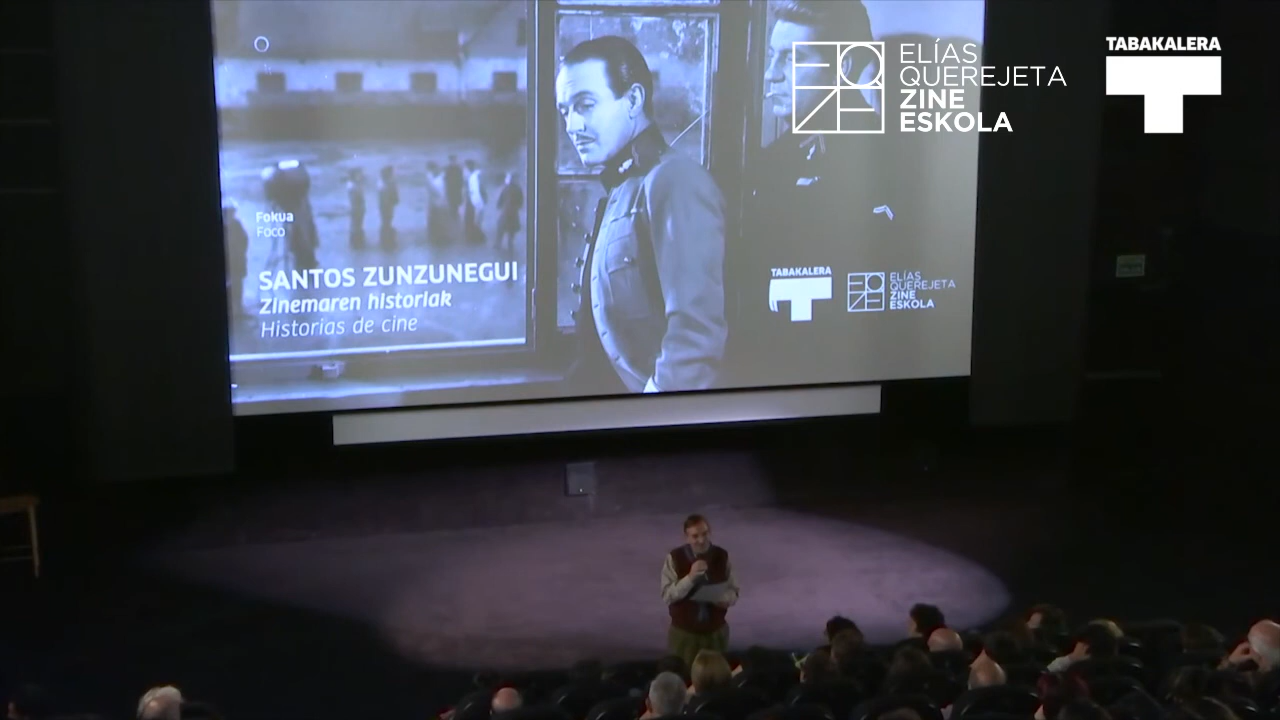 ELÍAS
QUEREJETA
ZINE
ESKOLA
TABAKALERA
Fokua
Foco
SANTOS ZUNZUNEGUI
Zinemaren historiak
Historias de cine
TABAKALERA
ELÍAS
QUEREJETA
ZINE
ESKOLA